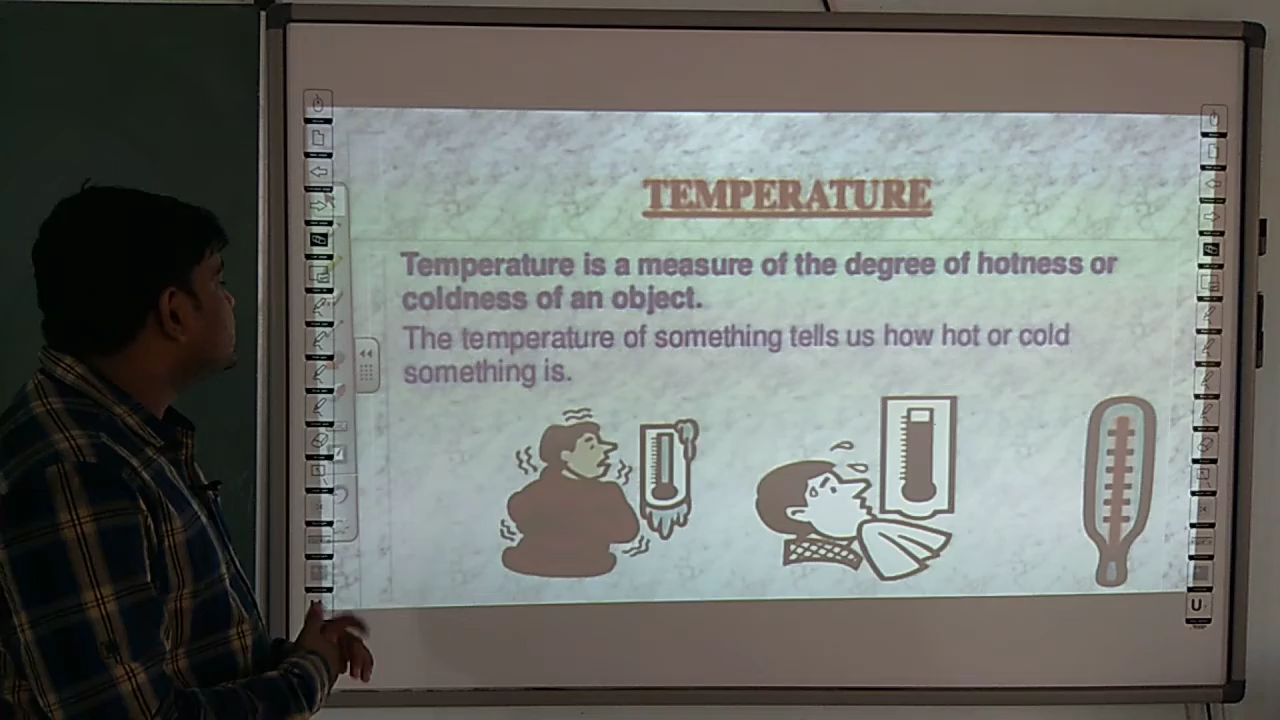 TEMPERATURE
Temperature is a measure of the degree of hotness or
coldness of an object.
The temperature of something tells us how hot or cold
something is.
U